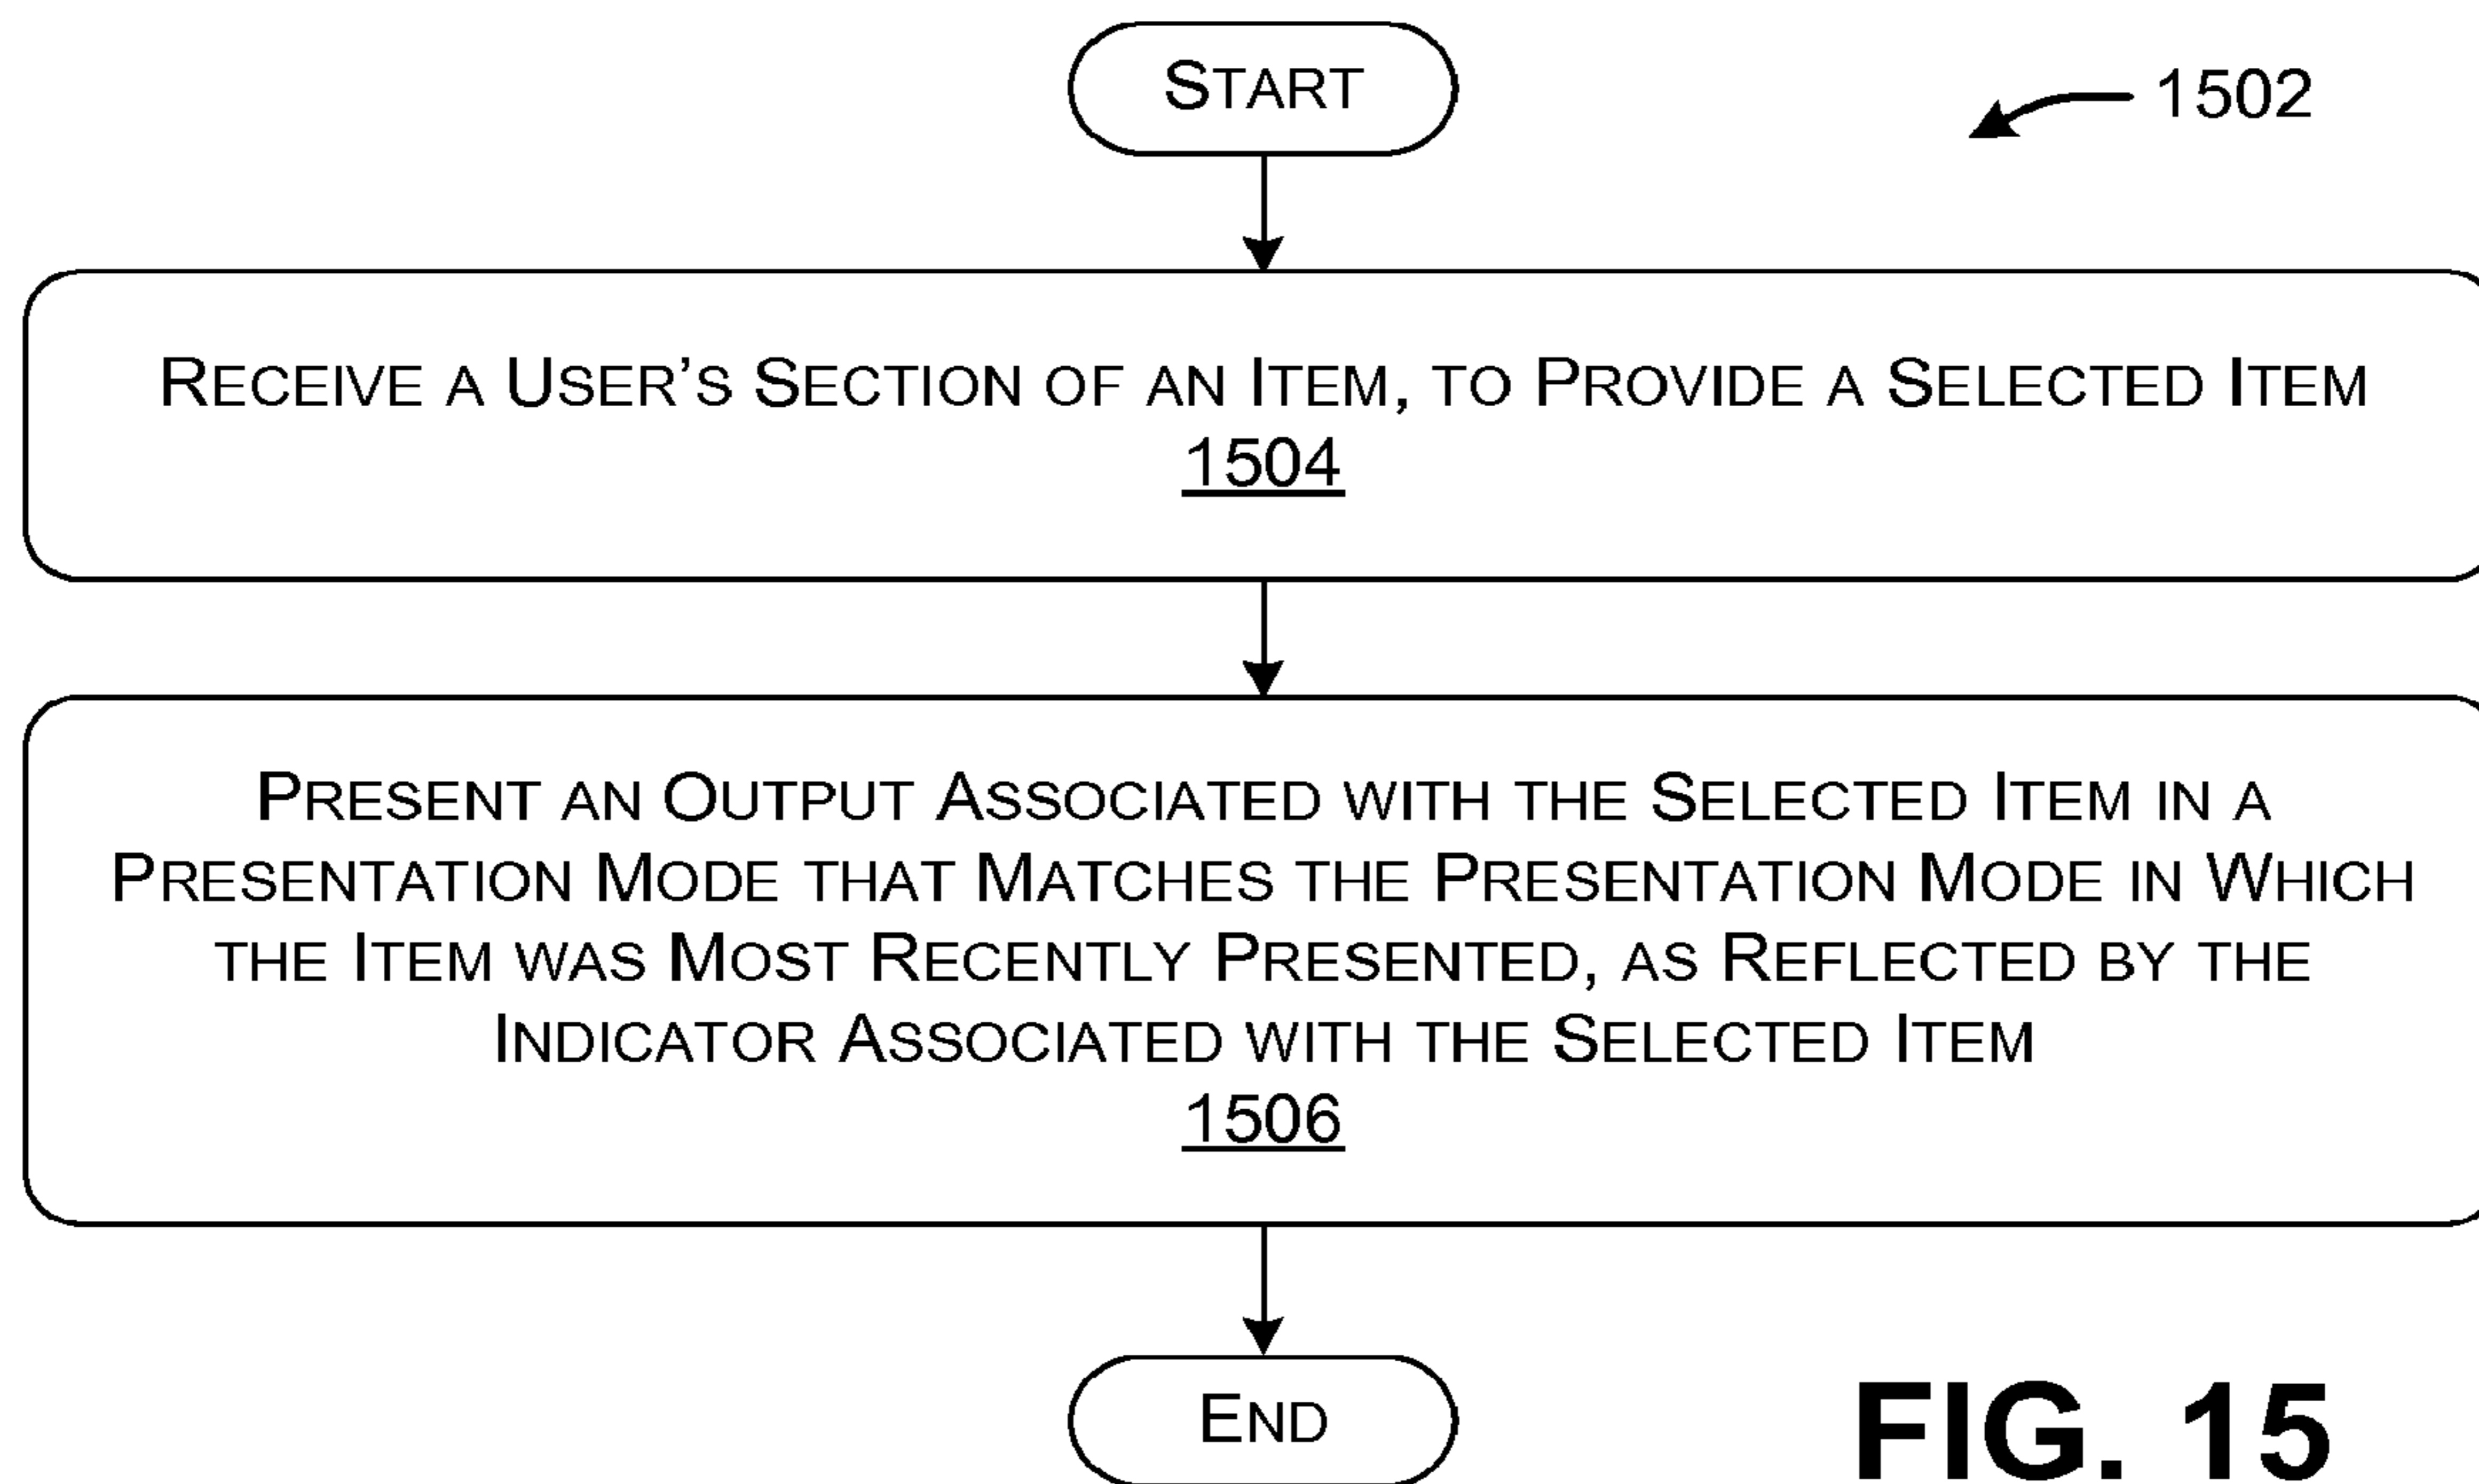 START
1502
RECEIVE A USER'S SECTION OF AN ITEM, TO PROVIDE A SELECTED ITEM
1504
PRESENT AN OUTPUT ASSOCIATED WITH THE SELECTED ITEM IN A
PRESENTATION MODE THAT MATCHES THE PRESENTATION MODE IN WHICH
THE ITEM WAS MOST RECENTLY PRESENTED, AS REFLECTED BY THE
INDICATOR ASSOCIATED WITH THE SELECTED ITEM
1506
END
FIG. 15